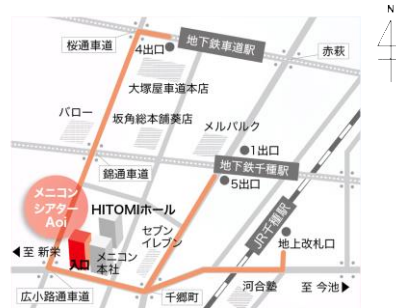 N
桜通車道
地下鉄車道駅
4出口
赤萩
大塚屋車道本店
バロー
坂角総本舗葵店
メルパルク
1出口
地下鉄千種駅
5出口
錦通車道
メニコン
シアター
Aoi
HITOMIホール
JR千種駅
セブン
イレブン
地上改札口
入口
メニコン
本社
◀至 新栄
広小路通車道
千郷町
河合塾
至 今池▶